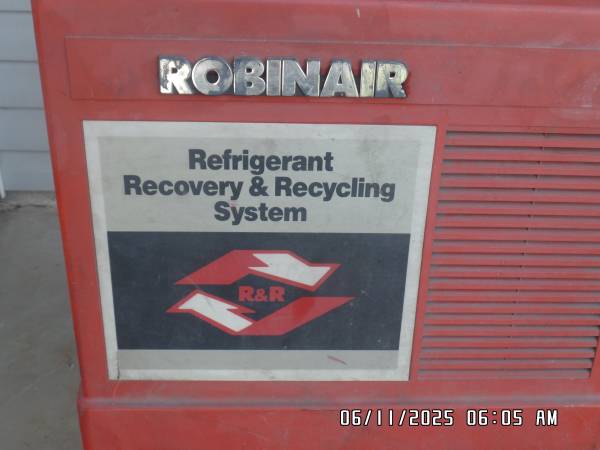 ROBINAIR
Refrigerant
Recovery & Recycling
System
R&R
06/11/2025 06:05 AM